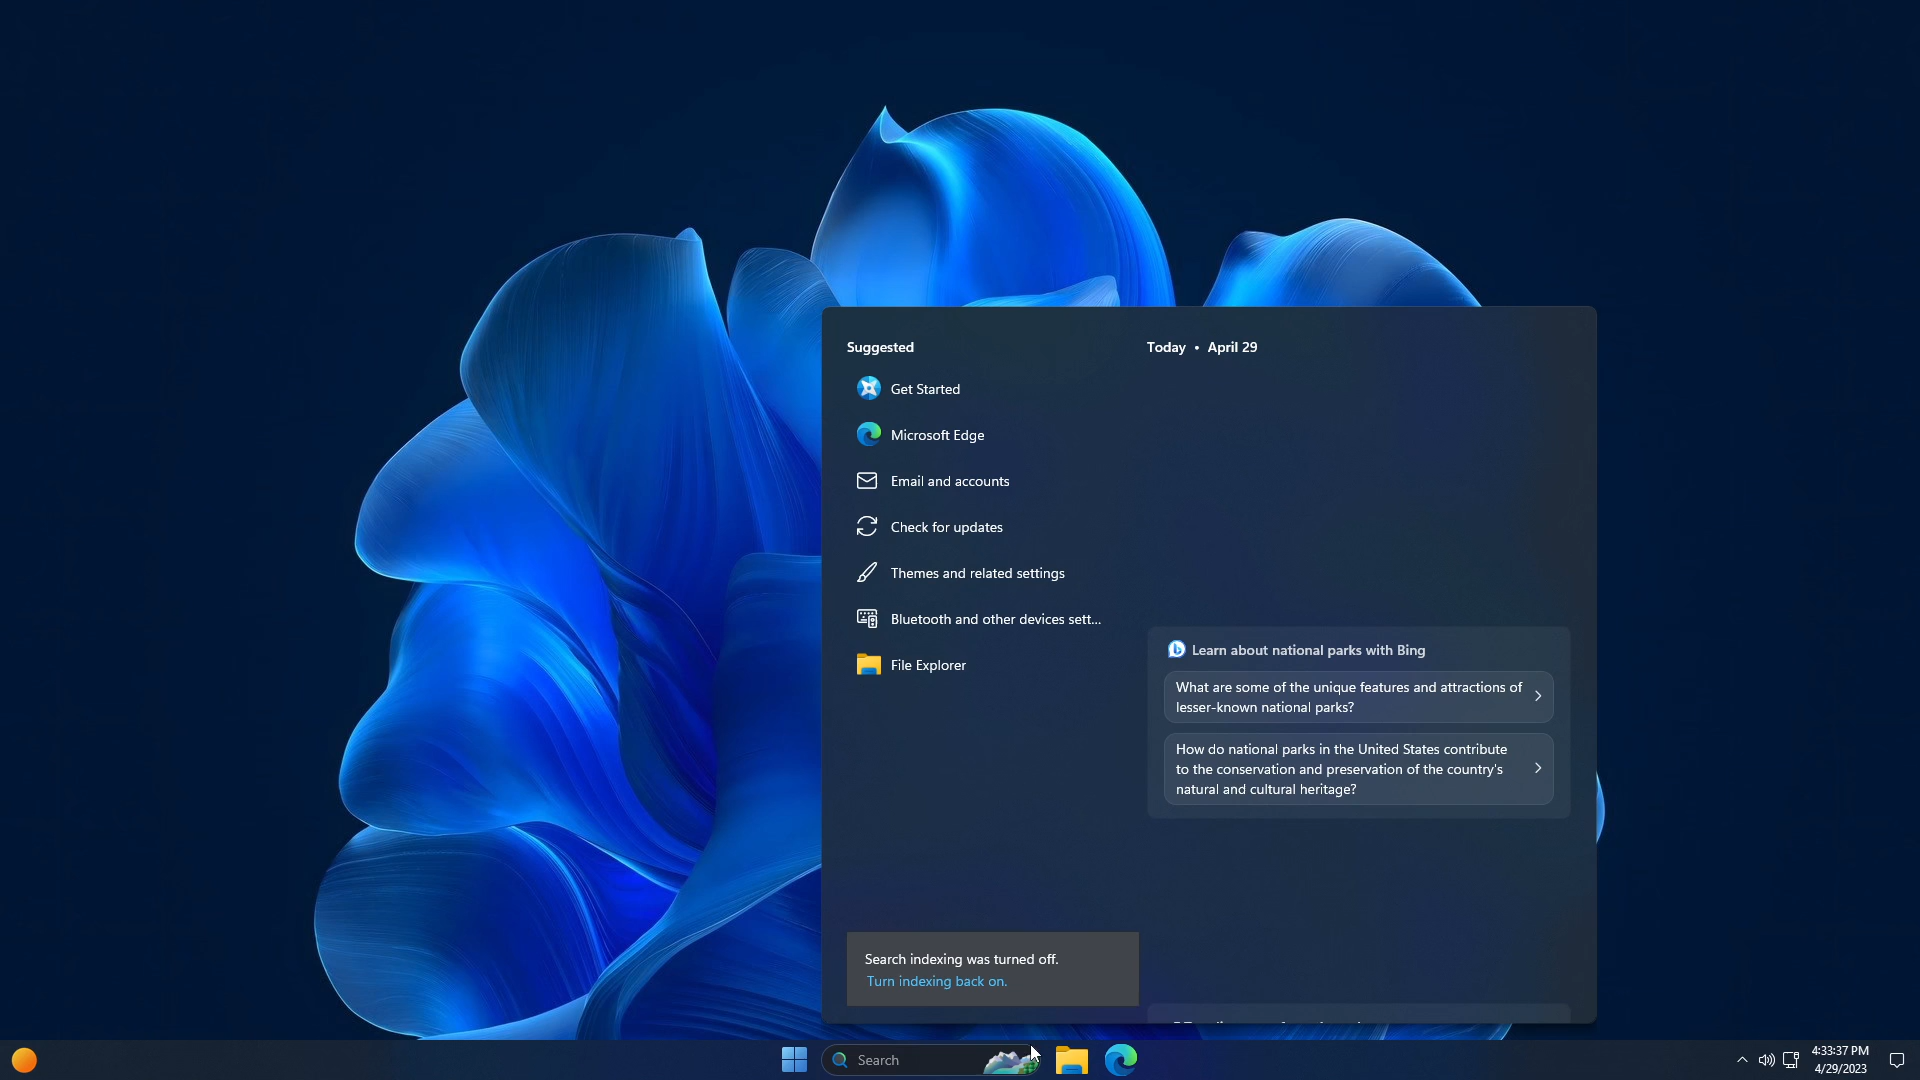 Suggested
Get Started
Microsoft Edge
Email and accounts
Check for updates
Themes and related settings
Bluetooth and other devices sett...
File Explorer
Search indexing was turned off.
Turn indexing back on.
Today • April 29
Learn about national parks with Bing
What are some of the unique features and attractions of
lesser-known national parks?
How do national parks in the United States contribute
to the conservation and preservation of the country's
natural and cultural heritage?
Search
4:33:37 PM
4/29/2023